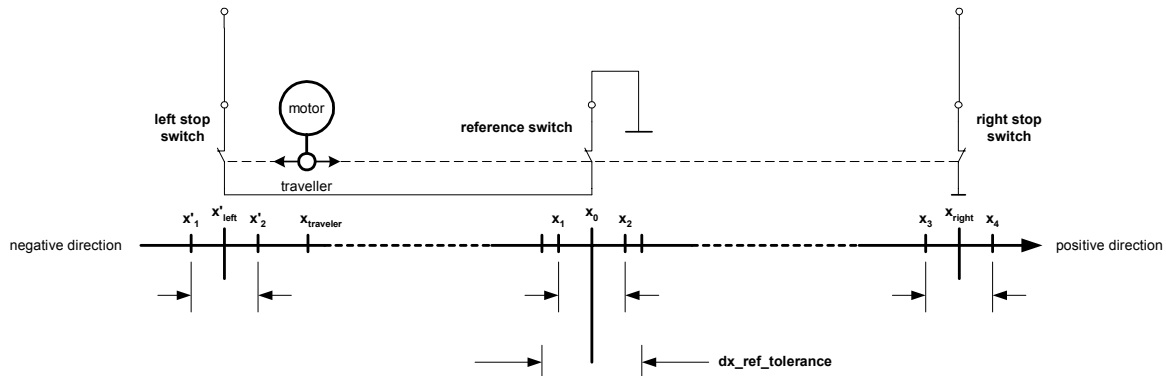 motor
left stop
switch
reference switch
right stop
switch
traveller
x'1
x'left
x'2
xtraveler
x1
x0
x2
x3
xright
x4
negative direction
positive direction
dx_ref_tolerance